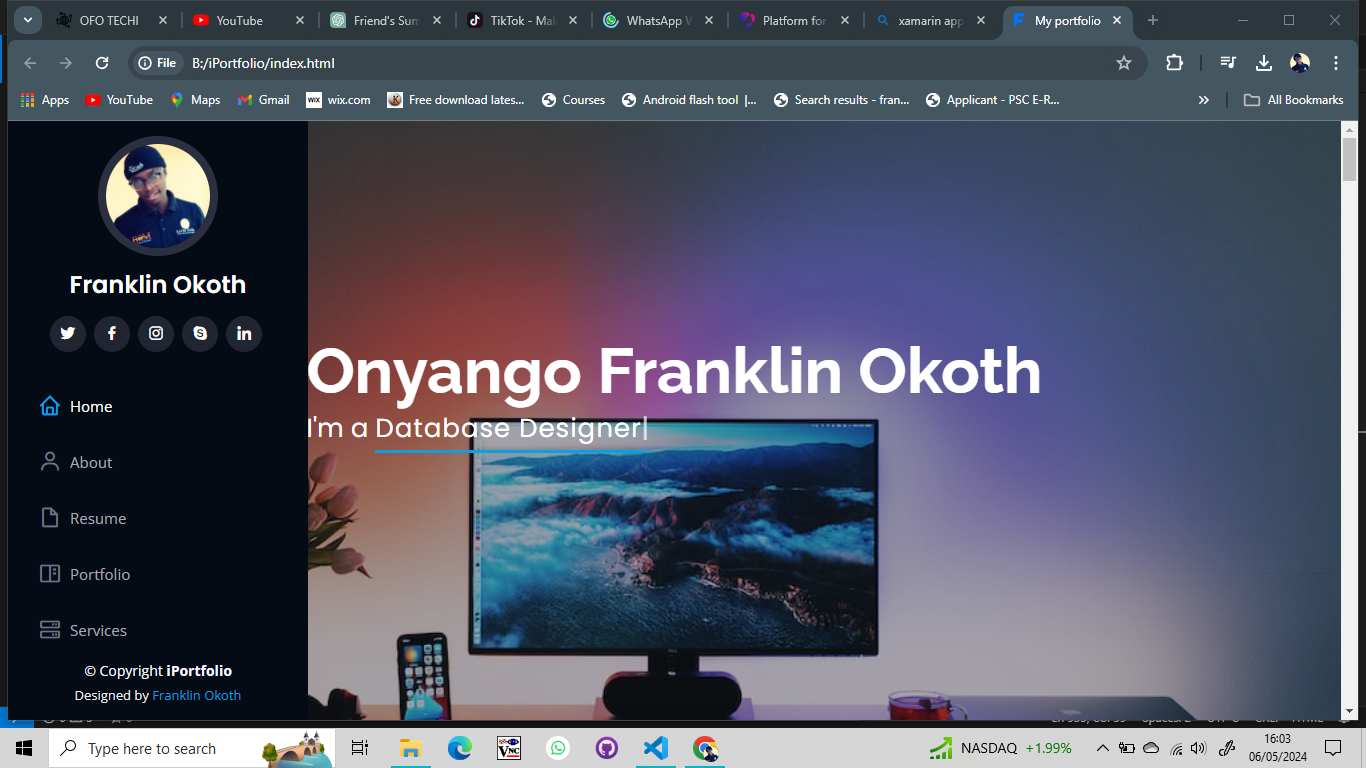 OFO TECHI
YouTube
Friend's Sum
TikTok - Mak
WhatsApp W
Platform for
xamarin app
My portfolio
File
B:/iPortfolio/index.html
Apps
YouTube
Maps
Gmail
WIX
wix.com
Free download lates...
Courses
Android flash tool |...
Search results - fran...
Applicant - PSC E-R...
All Bookmarks
Franklin Okoth
Home
About
Resume
Portfolio
Services
© Copyright iPortfolio
Designed by Franklin Okoth
Onyango Franklin Okoth
I'm a Database Designer|
Type here to search
VNC
NASDAQ +1.99%
16:03
06/05/2024